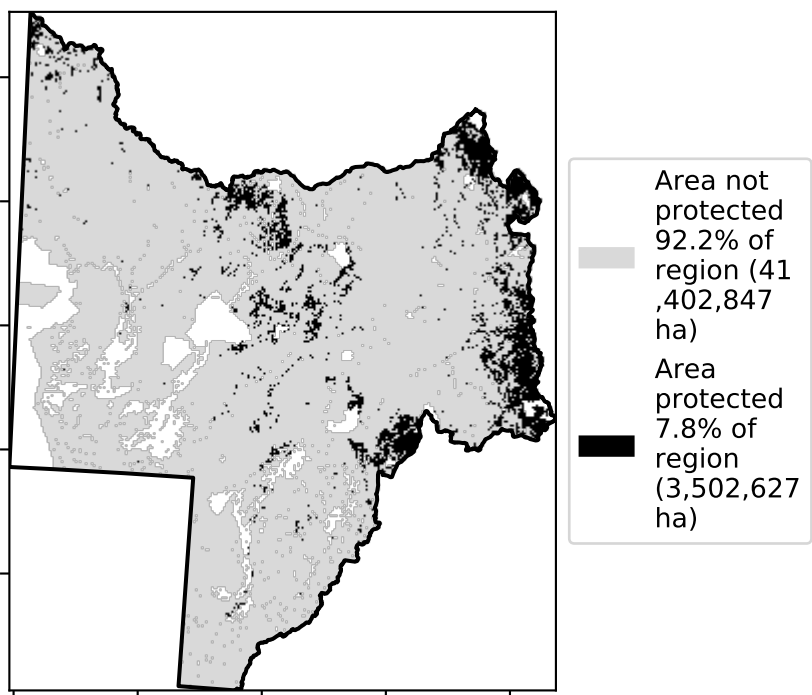 Area not
protected
92.2% of
region (41
,402,847
ha)
Area
protected
7.8% of
region
(3,502,627
ha)